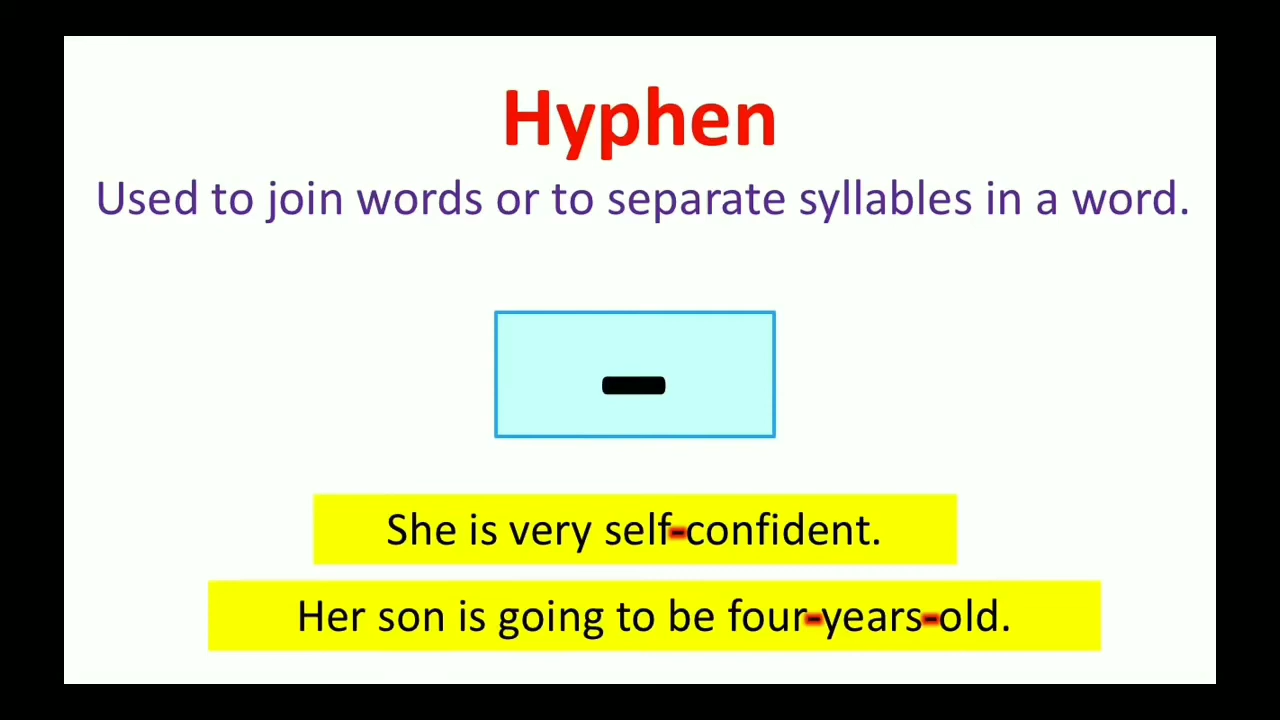 Hyphen
Used to join words or to separate syllables in a word.
-
She is very self-confident.
Her son is going to be four-years-old.